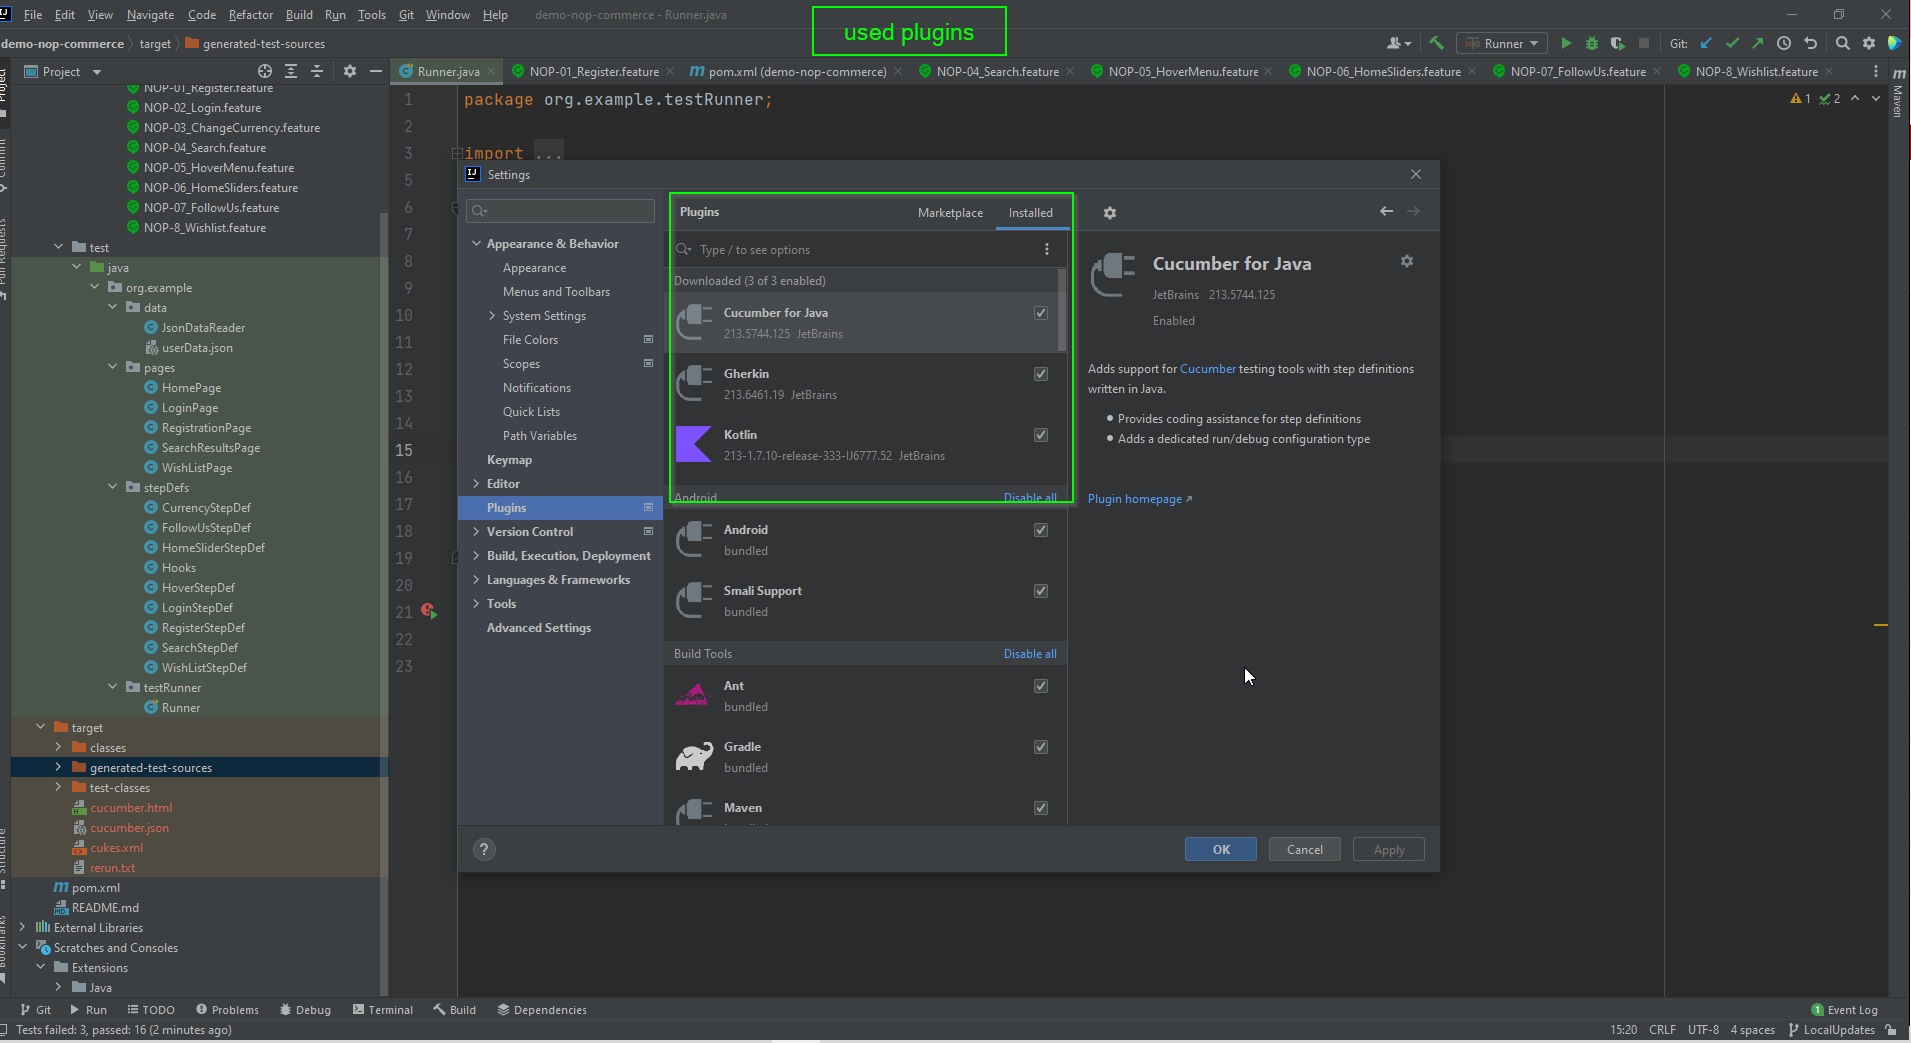 File Edit View Navigate Code Refactor Build Run Tools Git Window Help demo-nop-commerce - Runner.java
used plugins
demo-nop-commerce target generated-test-sources
Runner Git:
Project
Runner.java NOP-01_Register.feature pom.xml (demo-nop-commerce) NOP-04_Search.feature NOP-05_HoverMenu.feature NOP-06_HomeSliders.feature NOP-07_FollowUs.feature NOP-8_Wishlist.feature
NOP-01_Register.feature
NOP-02_Login.feature
NOP-03_ChangeCurrency.feature
NOP-04_Search.feature
NOP-05_HoverMenu.feature
NOP-06_HomeSliders.feature
NOP-07_FollowUs.feature
NOP-8_Wishlist.feature
test
java
org.example
data
JsonDataReader
userData.json
pages
HomePage
LoginPage
RegistrationPage
SearchResultsPage
WishListPage
stepDefs
CurrencyStepDef
FollowUsStepDef
HomeSliderStepDef
Hooks
HoverStepDef
LoginStepDef
RegisterStepDef
SearchStepDef
WishListStepDef
testRunner
Runner
target
classes
generated-test-sources
test-classes
cucumber.html
cucumber.json
cukes.xml
rerun.txt
pom.xml
README.md
External Libraries
Scratches and Consoles
Extensions
Java
1 package org.example.testRunner;
2
3 import ...
5
6
7
8
9
10
11
12
13
14
15
16
17
18
19
20
21
22
23
1 2
Maven
Settings
Appearance & Behavior
Appearance
Menus and Toolbars
System Settings
File Colors
Scopes
Notifications
Quick Lists
Path Variables
Keymap
Editor
Plugins
Version Control
Build, Execution, Deployment
Languages & Frameworks
Tools
Advanced Settings
Plugins Marketplace Installed
Type / to see options
Downloaded (3 of 3 enabled)
Cucumber for Java
213.5744.125 JetBrains
Gherkin
213.6461.19 JetBrains
Kotlin
213-1.7.10-release-333-IJ6777.52 JetBrains
Android Disable all
Android
bundled
Smali Support
bundled
Build Tools Disable all
Ant
bundled
Gradle
bundled
Maven
Cucumber for Java
JetBrains 213.5744.125
Enabled
Adds support for Cucumber testing tools with step definitions
written in Java.
Provides coding assistance for step definitions
Adds a dedicated run/debug configuration type
Plugin homepage
? OK Cancel Apply
Git Run TODO Problems Debug Terminal Build Dependencies 1 Event Log
Tests failed: 3, passed: 16 (2 minutes ago) 15:20 CRLF UTF-8 4 spaces LocalUpdates